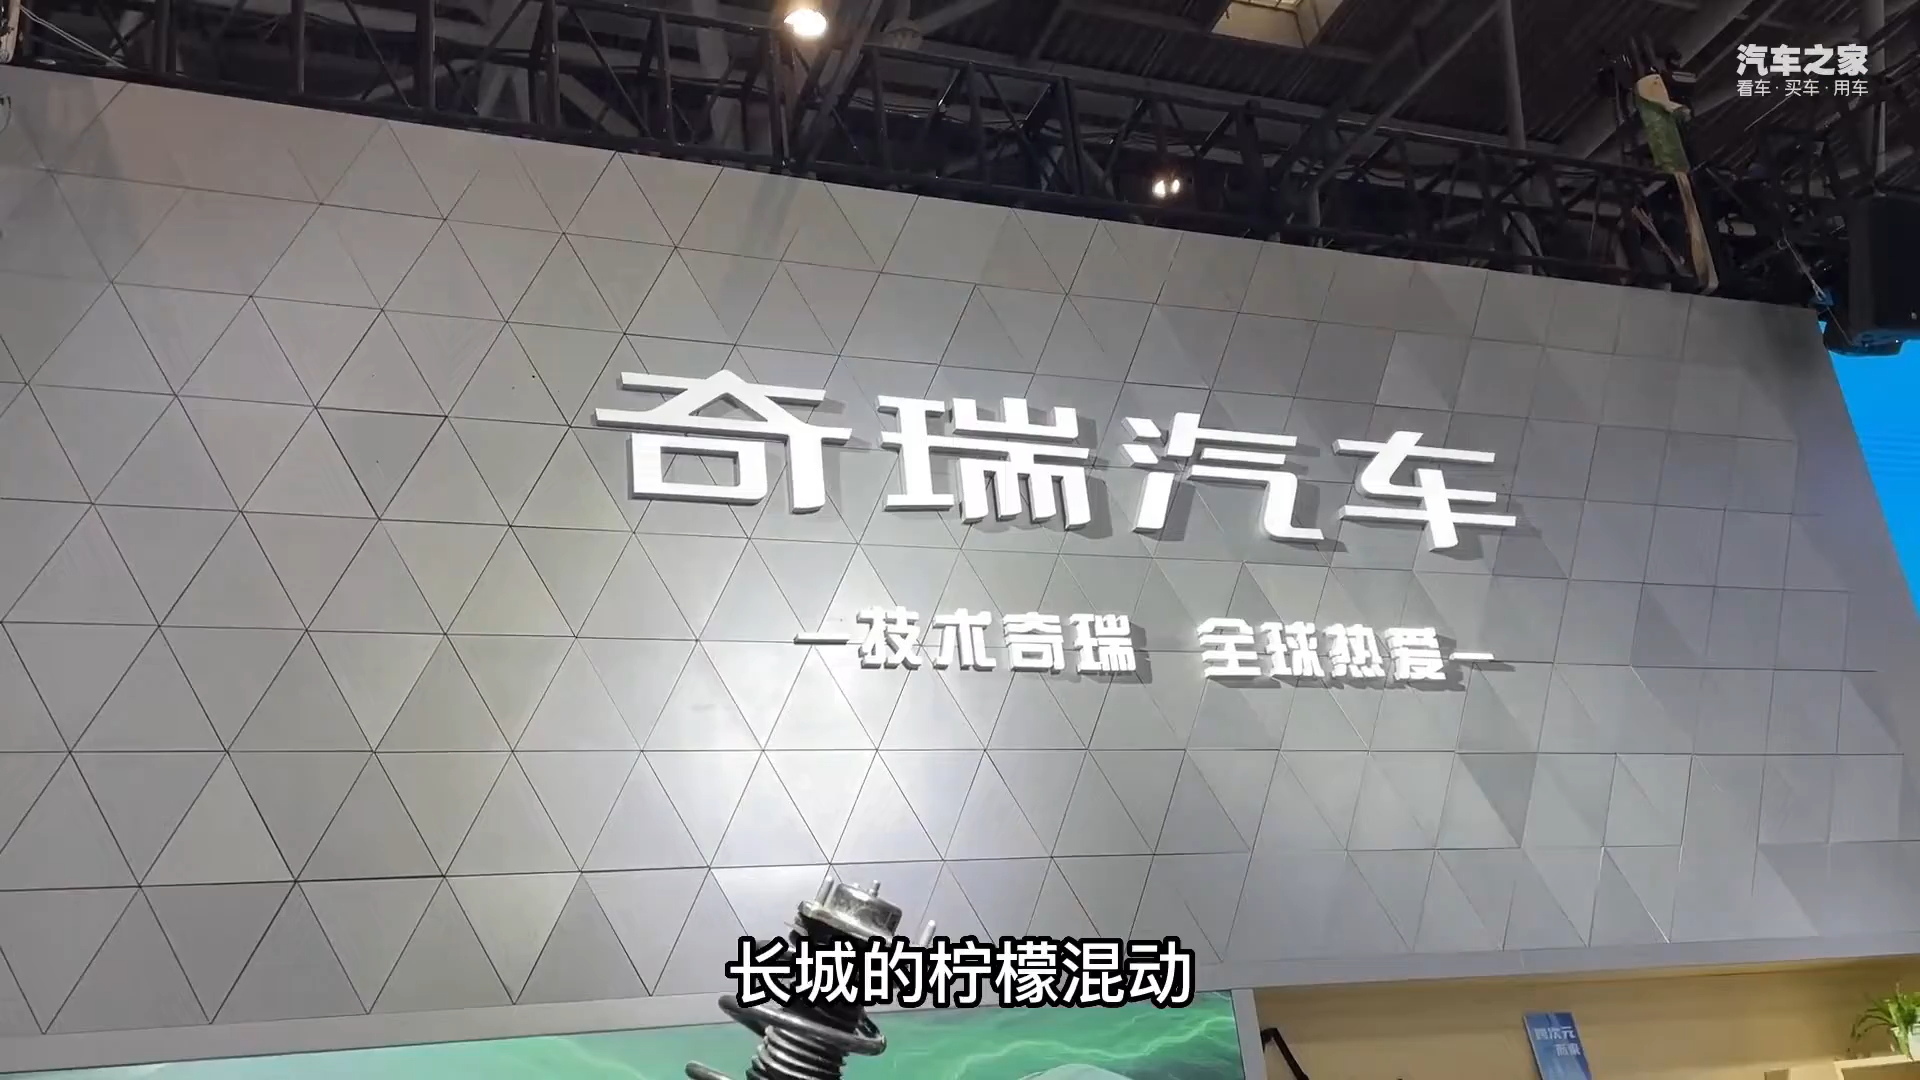 汽车之家
看车·买车·用车
奇瑞汽车
技术奇瑞 全球热爱
长城的柠檬混动